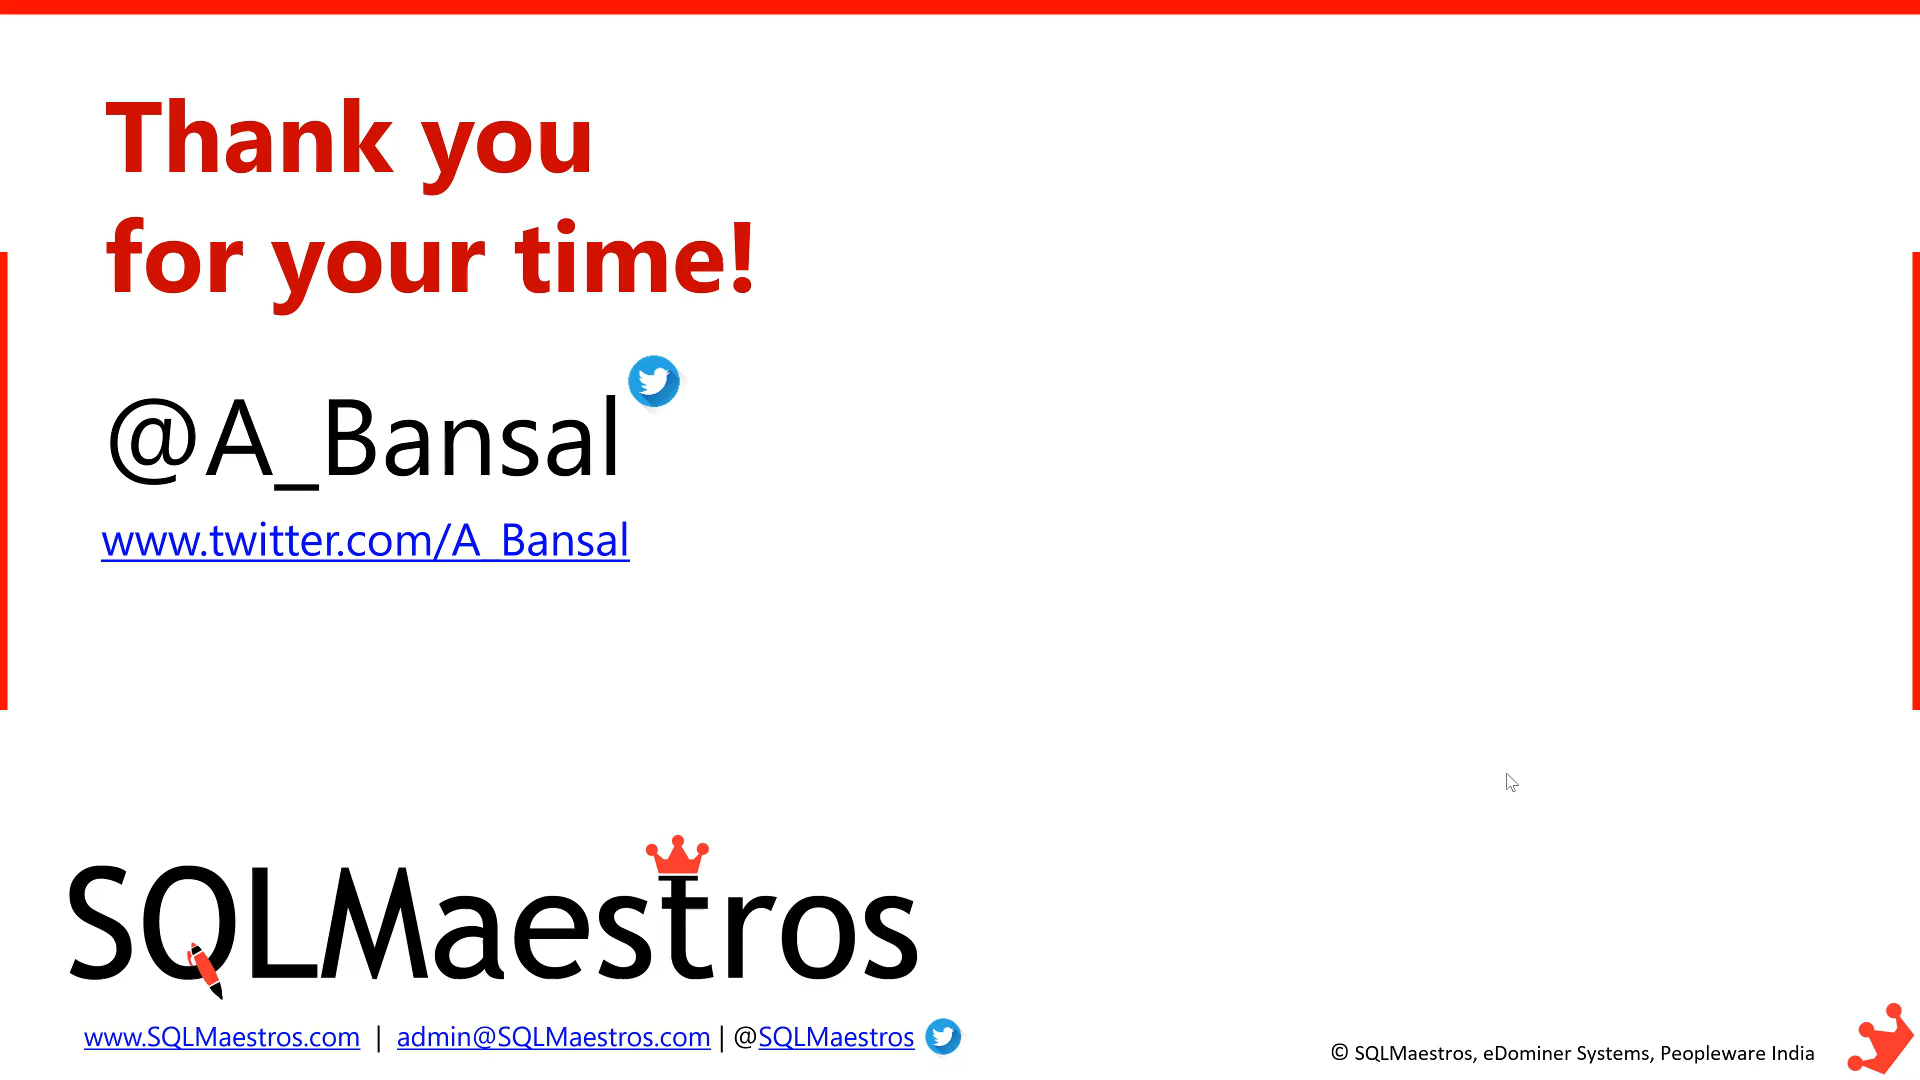 Thank you
for your time!
@A_Bansal
www.twitter.com/A_Bansal
SQLMaestros
www.SQLMaestros.com | admin@SQLMaestros.com | @SQLMaestros
© SQLMaestros, eDominer Systems, Peopleware India